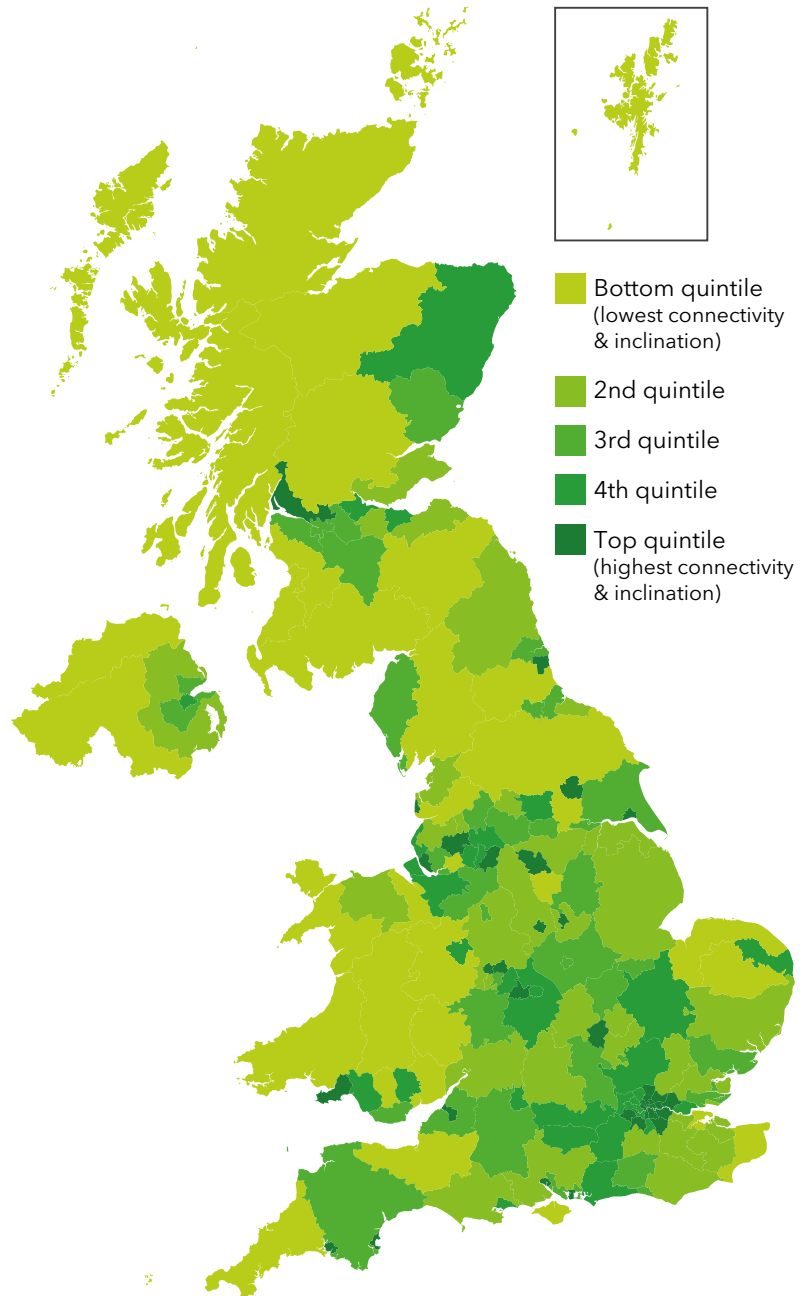 Bottom quintile
(lowest connectivity
& inclination)
2nd quintile
3rd quintile
4th quintile
Top quintile
(highest connectivity
& inclination)